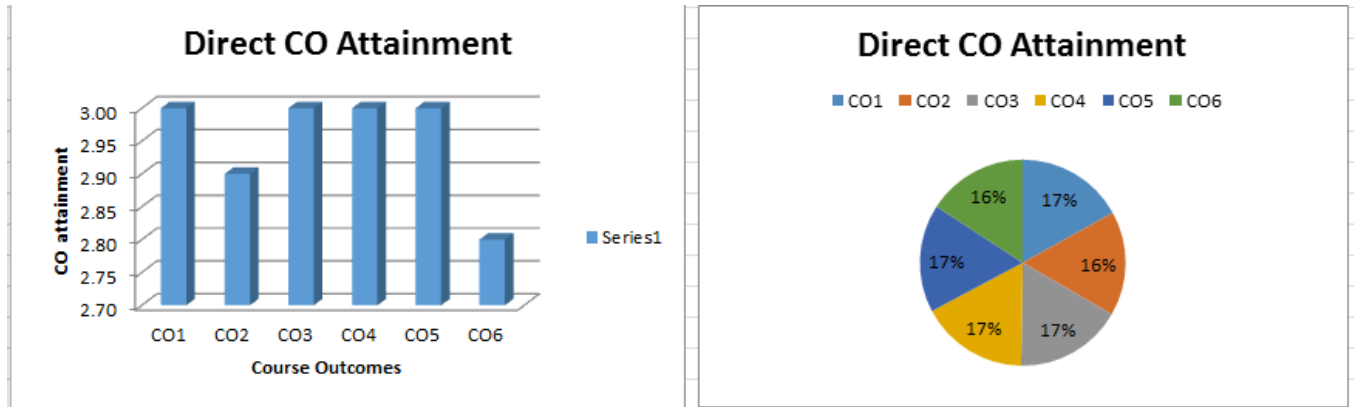 Direct CO Attainment
CO attainment
3.00
2.95
2.90
2.85
2.80
2.75
2.70
CO1 CO2 CO3 CO4 CO5 CO6
Course Outcomes
Series1
Direct CO Attainment
CO1 CO2 CO3 CO4 CO5 CO6
16% 17%
17% 16%
17% 17%